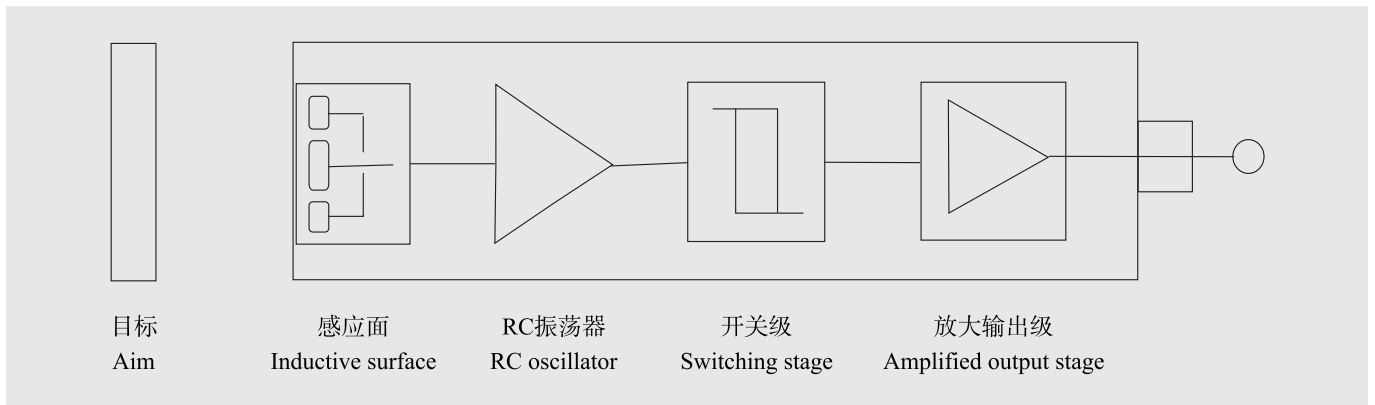 目标
Aim
感应面
Inductive surface
RC振荡器
RC oscillator
开关级
Switching stage
放大输出级
Amplified output stage